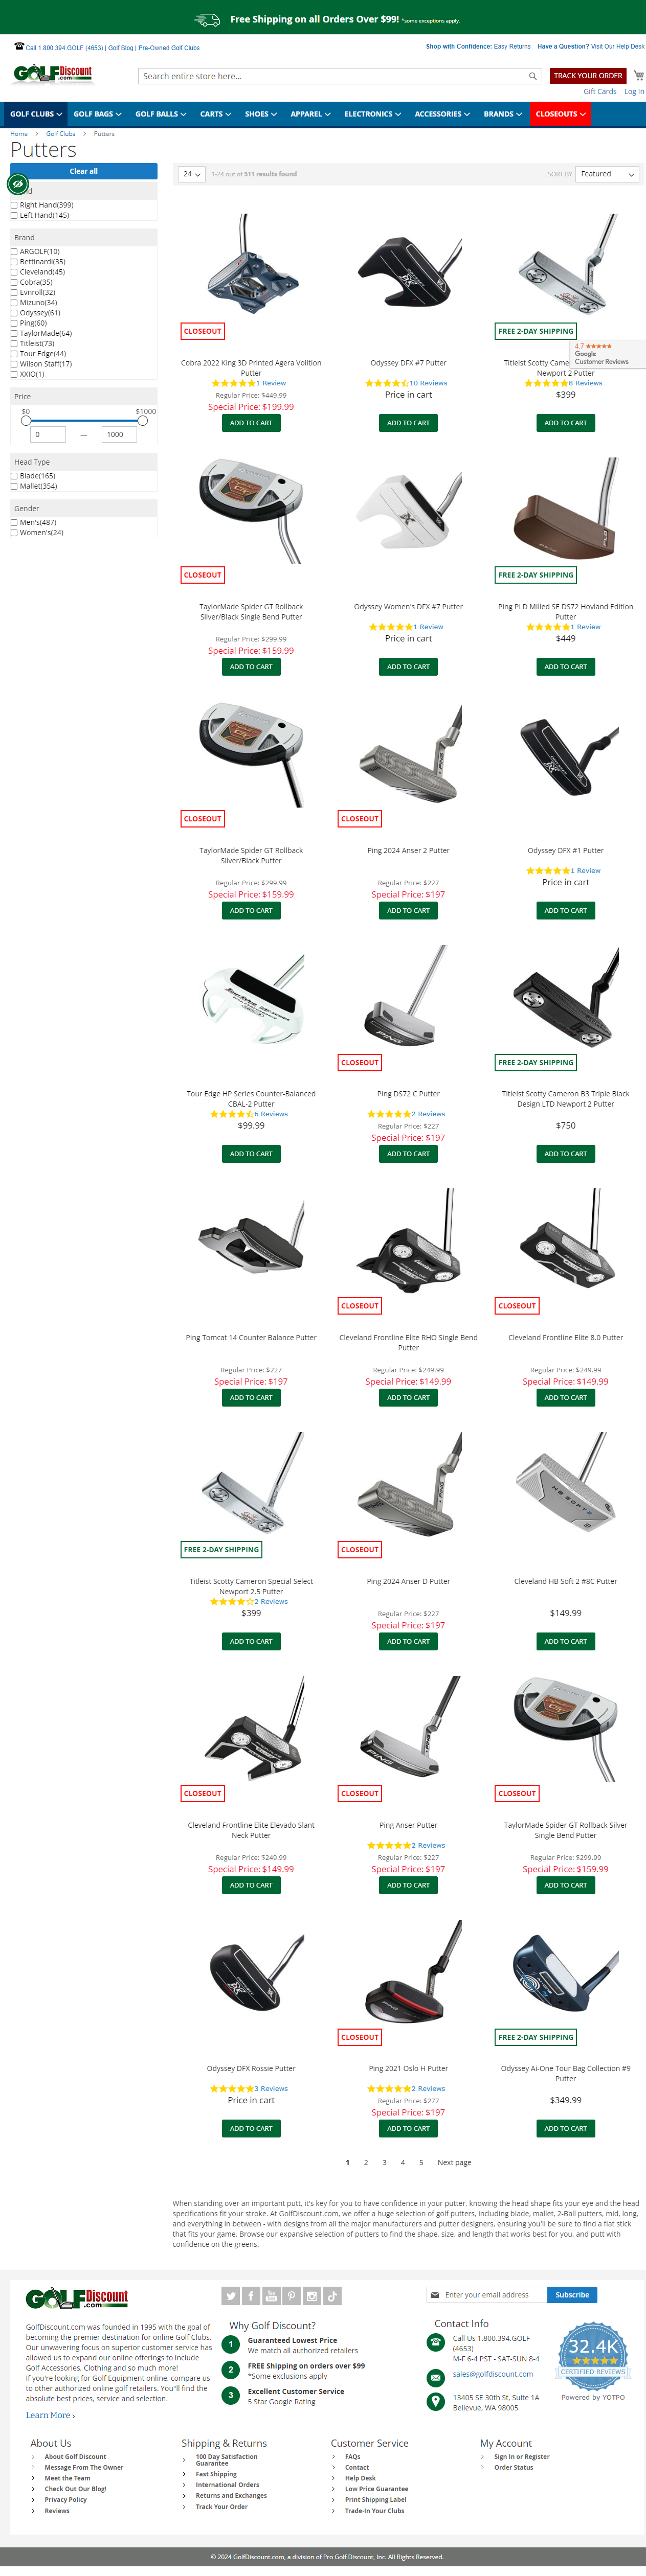 Free Shipping on all Orders Over $99! *some exceptions apply.
Call 1.800.394.GOLF (4653) | Golf Blog | Pre-Owned Golf Clubs
Shop with Confidence: Easy Returns Have a Question? Visit Our Help Desk
GOLF Discount .com
Search entire store here...
TRACK YOUR ORDER
Gift Cards Log In
GOLF CLUBS GOLF BAGS GOLF BALLS CARTS SHOES APPAREL ELECTRONICS ACCESSORIES BRANDS CLOSEOUTS
Home > Golf Clubs > Putters
Putters
Clear all
Right Hand(399)
Left Hand(145)
Brand
ARGOLF(10)
Bettinardi(35)
Cleveland(45)
Cobra(35)
Evnroll(32)
Mizuno(34)
Odyssey(61)
Ping(60)
TaylorMade(64)
Titleist(73)
Tour Edge(44)
Wilson Staff(17)
XXIO(1)
Price
$0 $1000
0 — 1000
Head Type
Blade(165)
Mallet(354)
Gender
Men's(487)
Women's(24)
24 1-24 out of 511 results found
SORT BY Featured
CLOSEOUT
Cobra 2022 King 3D Printed Agera Volition
Putter
1 Review
Regular Price: $449.99
Special Price: $199.99
ADD TO CART
Odyssey DFX #7 Putter
10 Reviews
Price in cart
ADD TO CART
FREE 2-DAY SHIPPING
Titleist Scotty Came
Newport 2 Putter
8 Reviews
$399
ADD TO CART
4.7
Google
Customer Reviews
CLOSEOUT
TaylorMade Spider GT Rollback
Silver/Black Single Bend Putter
Regular Price: $299.99
Special Price: $159.99
ADD TO CART
Odyssey Women's DFX #7 Putter
1 Review
Price in cart
ADD TO CART
FREE 2-DAY SHIPPING
Ping PLD Milled SE DS72 Hovland Edition
Putter
1 Review
$449
ADD TO CART
CLOSEOUT
TaylorMade Spider GT Rollback
Silver/Black Putter
Regular Price: $299.99
Special Price: $159.99
ADD TO CART
CLOSEOUT
Ping 2024 Anser 2 Putter
Regular Price: $227
Special Price: $197
ADD TO CART
Odyssey DFX #1 Putter
1 Review
Price in cart
ADD TO CART
Tour Edge HP Series Counter-Balanced
CBAL-2 Putter
6 Reviews
$99.99
ADD TO CART
CLOSEOUT
Ping DS72 C Putter
2 Reviews
Regular Price: $227
Special Price: $197
ADD TO CART
FREE 2-DAY SHIPPING
Titleist Scotty Cameron B3 Triple Black
Design LTD Newport 2 Putter
$750
ADD TO CART
Ping Tomcat 14 Counter Balance Putter
Regular Price: $227
Special Price: $197
ADD TO CART
CLOSEOUT
Cleveland Frontline Elite RHO Single Bend
Putter
Regular Price: $249.99
Special Price: $149.99
ADD TO CART
CLOSEOUT
Cleveland Frontline Elite 8.0 Putter
Regular Price: $249.99
Special Price: $149.99
ADD TO CART
FREE 2-DAY SHIPPING
Titleist Scotty Cameron Special Select
Newport 2.5 Putter
2 Reviews
$399
ADD TO CART
CLOSEOUT
Ping 2024 Anser D Putter
Regular Price: $227
Special Price: $197
ADD TO CART
Cleveland HB Soft 2 #8C Putter
$149.99
ADD TO CART
CLOSEOUT
Cleveland Frontline Elite Elevado Slant
Neck Putter
Regular Price: $249.99
Special Price: $149.99
ADD TO CART
CLOSEOUT
Ping Anser Putter
2 Reviews
Regular Price: $227
Special Price: $197
ADD TO CART
CLOSEOUT
TaylorMade Spider GT Rollback Silver
Single Bend Putter
Regular Price: $299.99
Special Price: $159.99
ADD TO CART
Odyssey DFX Rossie Putter
3 Reviews
Price in cart
ADD TO CART
CLOSEOUT
Ping 2021 Oslo H Putter
2 Reviews
Regular Price: $277
Special Price: $197
ADD TO CART
FREE 2-DAY SHIPPING
Odyssey Ai-One Tour Bag Collection #9
Putter
$349.99
ADD TO CART
1 2 3 4 5 Next page
When standing over an important putt, it's key for you to have confidence in your putter, knowing the head shape fits your eye and the head
specifications fit your stroke. At GolfDiscount.com, we offer a huge selection of golf putters, including blade, mallet, 2-Ball putters, mid, long,
and everything in between - with designs from all the major manufacturers and putter designers, ensuring you'll be sure to find a flat stick
that fits your game. Browse our expansive selection of putters to find the shape, size, and length that works best for you, and putt with
confidence on the greens.
GOLF Discount .com
GolfDiscount.com was founded in 1995 with the goal of
becoming the premier destination for online Golf Clubs.
Our unwavering focus on superior customer service has
allowed us to expand our online offerings to include
Golf Accessories, Clothing and so much more!
If you're looking for Golf Equipment online, compare us
to other authorized online golf retailers. You"ll find the
absolute best prices, service and selection.
Learn More ›
Why Golf Discount?
1 Guaranteed Lowest Price
We match all authorized retailers
2 FREE Shipping on orders over $99
*Some exclusions apply
3 Excellent Customer Service
5 Star Google Rating
Enter your email address Subscribe
Contact Info
Call Us 1.800.394.GOLF
(4653)
M-F 6-4 PST - SAT-SUN 8-4
sales@golfdiscount.com
13405 SE 30th St, Suite 1A
Bellevue, WA 98005
32.4K
CERTIFIED REVIEWS
Powered by YOTPO
About Us
About Golf Discount
Message From The Owner
Meet the Team
Check Out Our Blog!
Privacy Policy
Reviews
Shipping & Returns
100 Day Satisfaction
Guarantee
Fast Shipping
International Orders
Returns and Exchanges
Track Your Order
Customer Service
FAQs
Contact
Help Desk
Low Price Guarantee
Print Shipping Label
Trade-In Your Clubs
My Account
Sign In or Register
Order Status
© 2024 GolfDiscount.com, a division of Pro Golf Discount, Inc. All Rights Reserved.